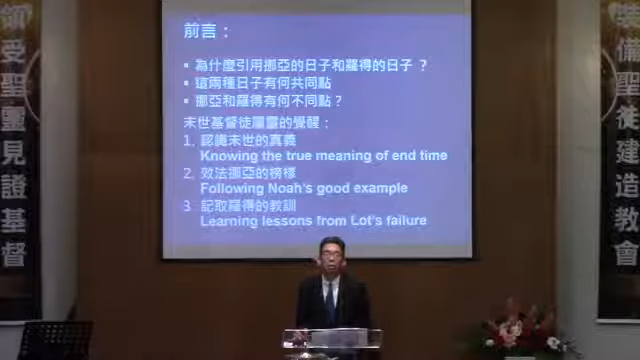 前言：
▪ 為什麼引用挪亞的日子和羅得的日子？
▪ 這兩種日子有何共同點
▪ 挪亞和羅得有何不同點？
末世基督徒屬靈的覺醒：
1. 認識末世的真義
Knowing the true meaning of end time
2. 效法挪亞的榜樣
Following Noah's good example
3 記取羅得的教訓
Learning lessons from Lot's failure
領受聖靈見證基督
裝備聖徒建造教會